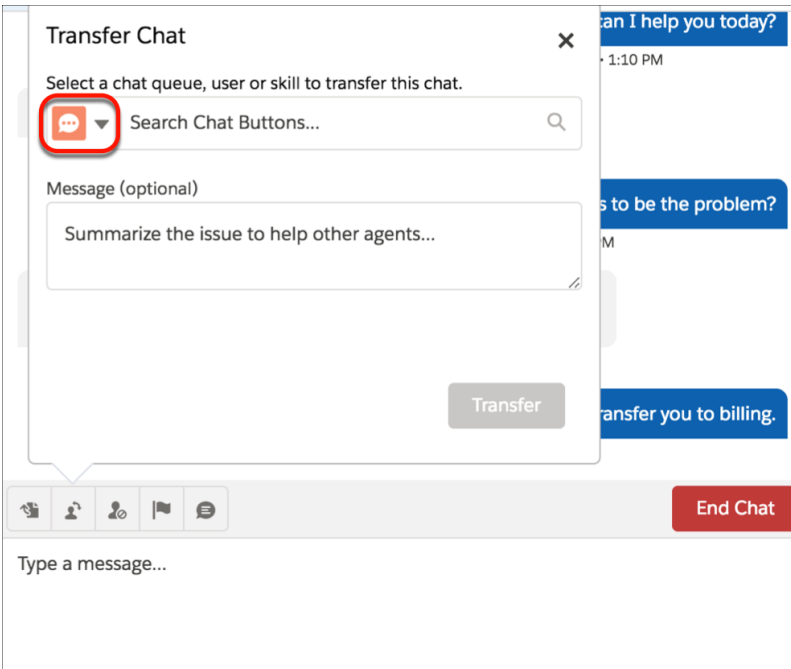 Transfer Chat
can I help you today?
• 1:10 PM
Select a chat queue, user or skill to transfer this chat.
Search Chat Buttons...
Message (optional)
s to be the problem?
Summarize the issue to help other agents...
M
Transfer
ransfer you to billing.
End Chat
Type a message...